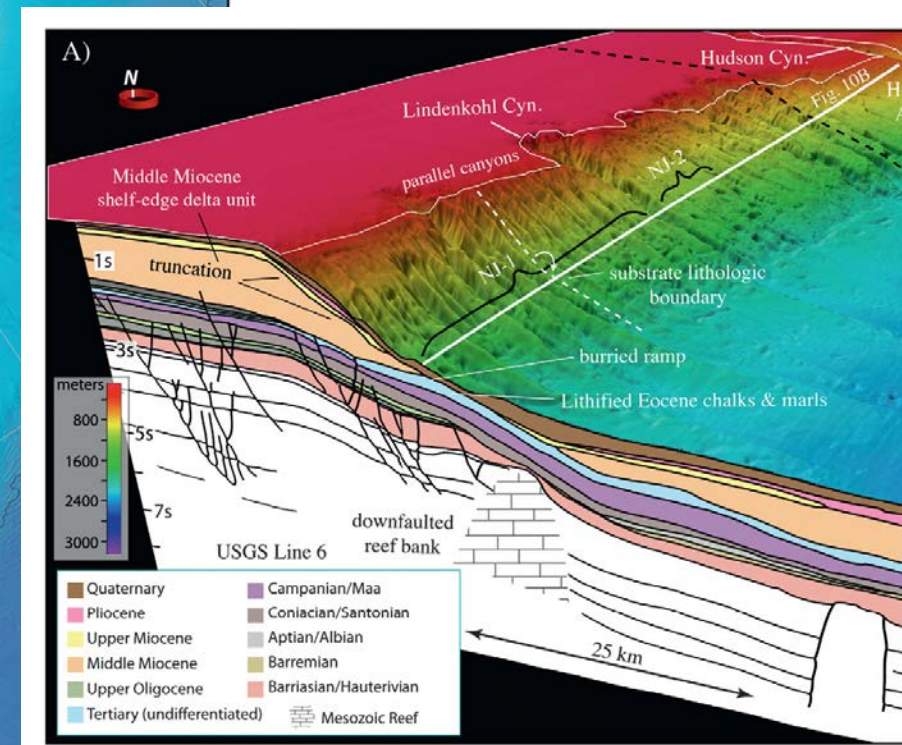 A)
N
Hudson Cyn.
Fig. 10B
H
Lindenkohl Cyn.
parallel canyons
NJ-2
Middle Miocene
shelf-edge delta unit
1s
truncation
NJ-1
substrate lithologic
boundary
burried ramp
3s
Lithified Eocene chalks & marls
meters
800
1600
2400
3000
5s
7s
downfaulted
reef bank
USGS Line 6
25 km
Quaternary
Pliocene
Upper Miocene
Middle Miocene
Upper Oligocene
Tertiary (undifferentiated)
Campanian/Maa
Coniacian/Santonian
Aptian/Albian
Barremian
Barriasian/Hauterivian
Mesozoic Reef